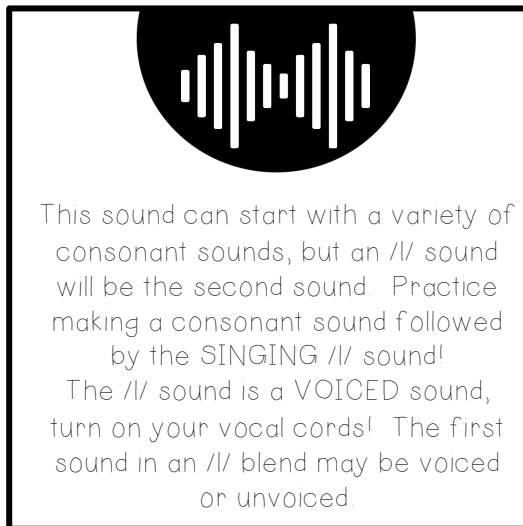 This sound can start with a variety of
consonant sounds, but an /l/ sound
will be the second sound.  Practice
making a consonant sound followed
by the SINGING /l/ sound!
The /l/ sound is a VOICED sound,
turn on your vocal cords!  The first
sound in an /l/ blend may be voiced
or unvoiced.